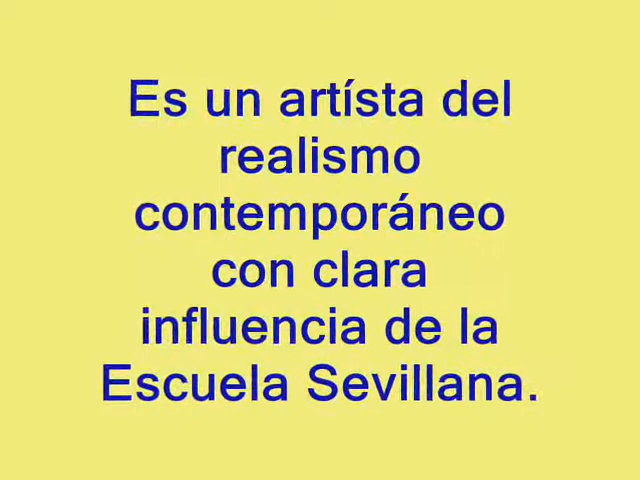 Es un artísta del
realismo
contemporáneo
con clara
influencia de la
Escuela Sevillana.